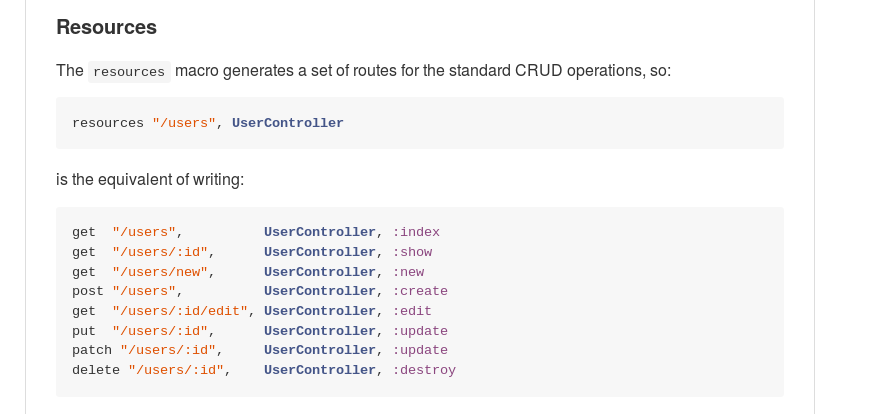 Resources
The resources macro generates a set of routes for the standard CRUD operations, so:
resources "/users", UserController
is the equivalent of writing:
get  "/users",          UserController, :index
get  "/users/:id",      UserController, :show
get  "/users/new",      UserController, :new
post "/users",          UserController, :create
get  "/users/:id/edit", UserController, :edit
put  "/users/:id",      UserController, :update
patch "/users/:id",     UserController, :update
delete "/users/:id",    UserController, :destroy